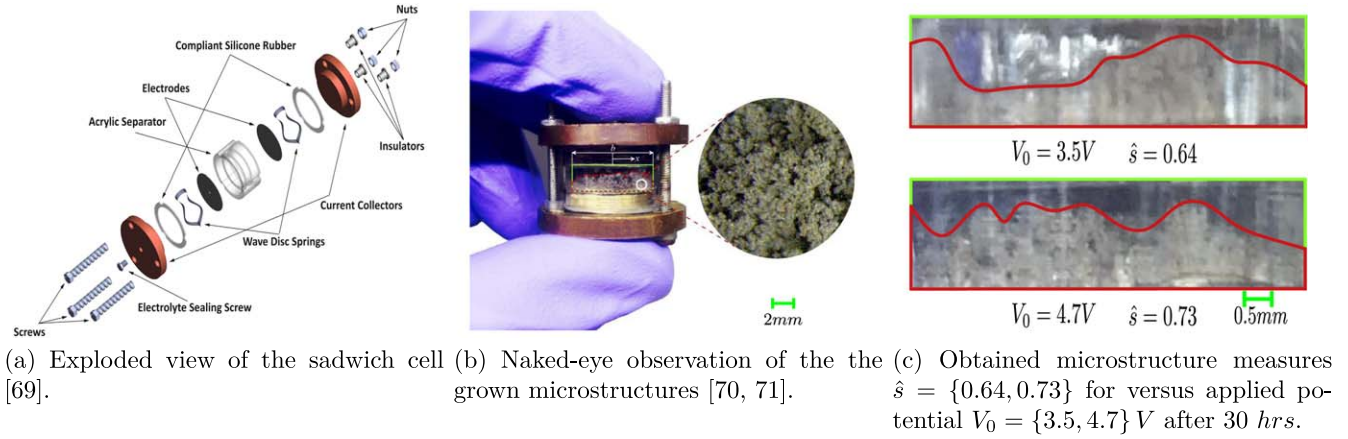 Nuts
Compliant Silicone Rubber
Electrodes
Acrylic Separator
Insulators
Current Collectors
Wave Disc Springs
Electrolyte Sealing Screw
Screws
(a) Exploded view of the sadwich cell
[69].
b
x
2mm
(b) Naked-eye observation of the the
grown microstructures [70, 71].
V₀ = 3.5V ŝ = 0.64
V₀ = 4.7V ŝ = 0.73 0.5mm
(c) Obtained microstructure measures
ŝ = {0.64, 0.73} for versus applied po-
tential V₀ = {3.5, 4.7} V after 30 hrs.